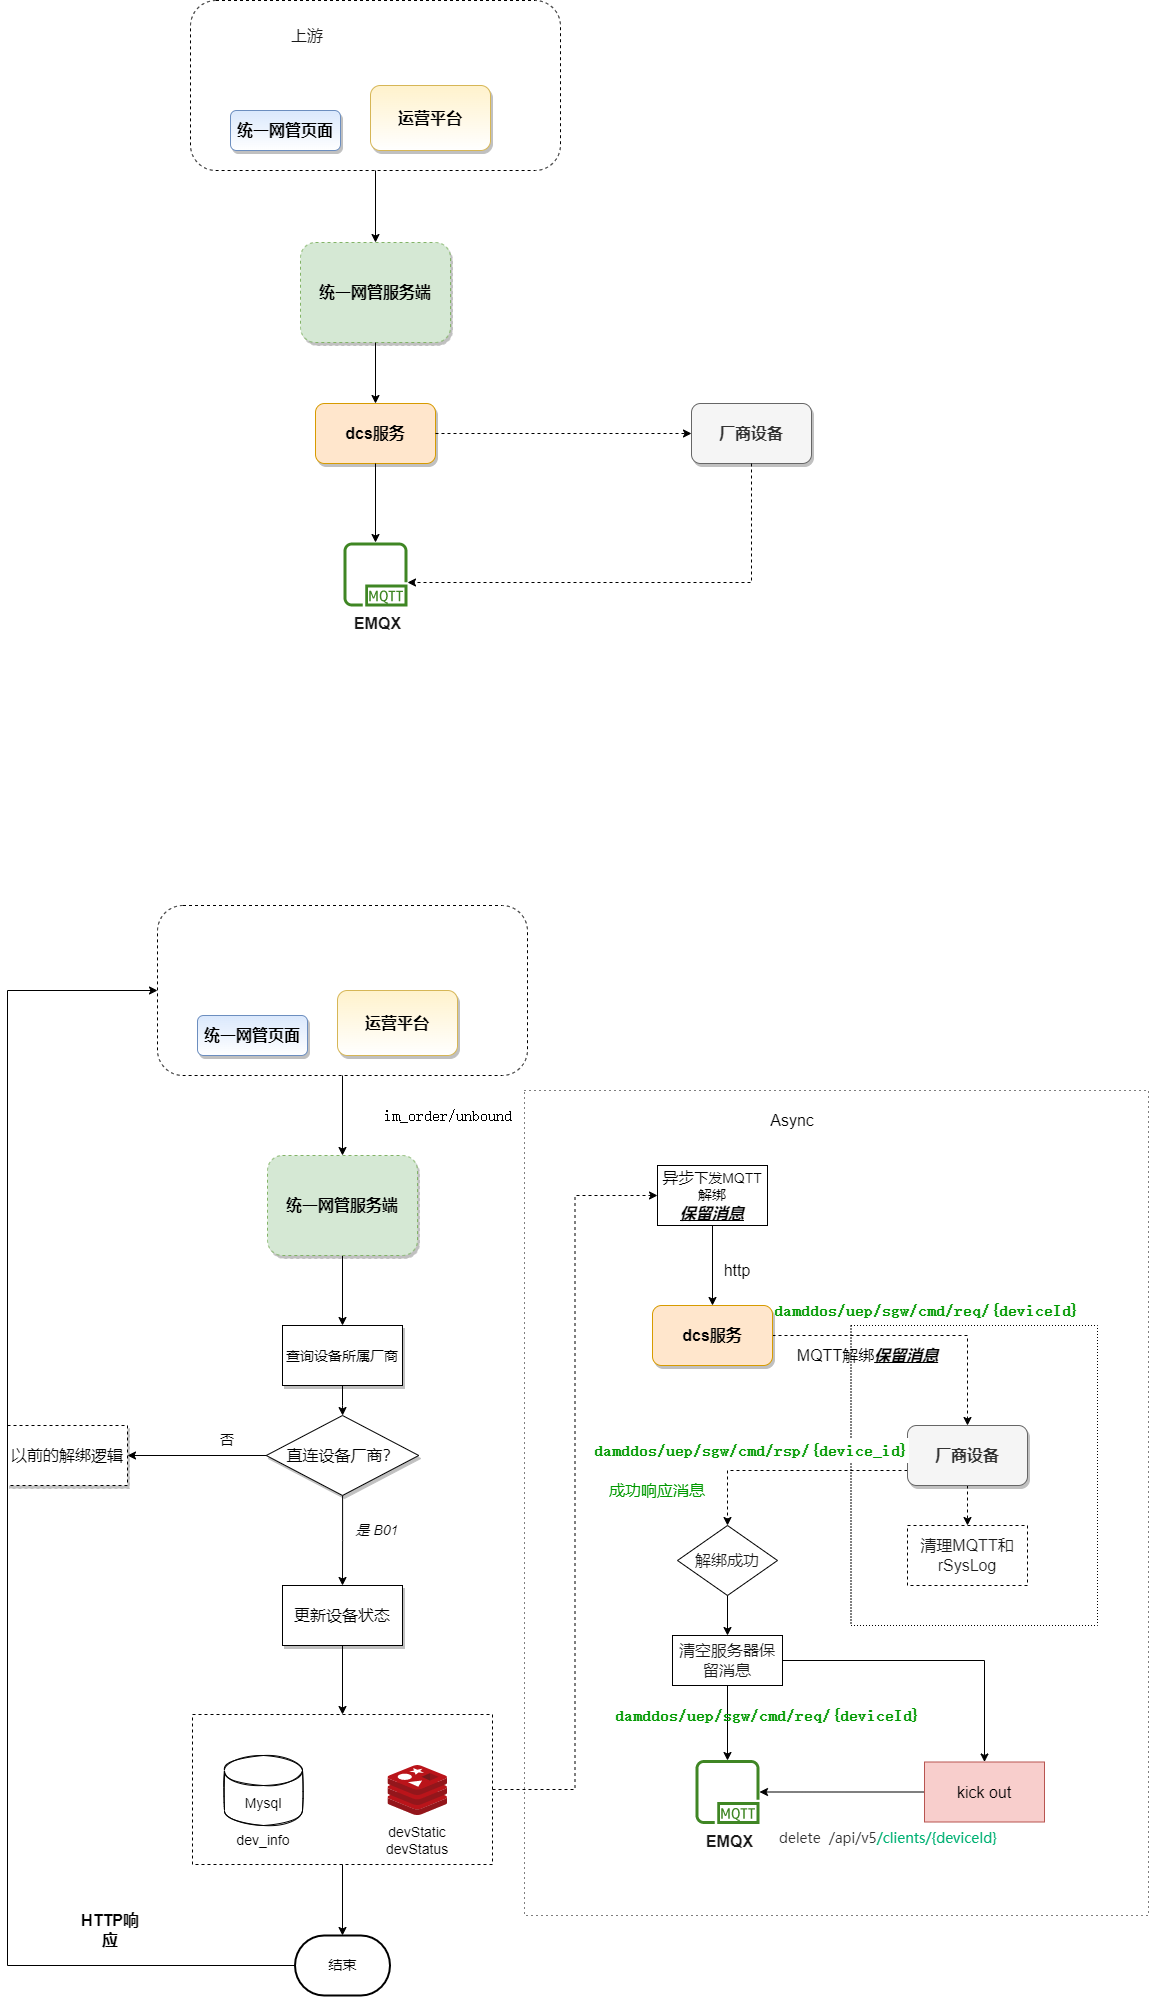 上游
统一网管页面
运营平台
统一网管服务端
dcs服务
厂商设备
MQTT
EMQX
统一网管页面
运营平台
im_order/unbound
Async
统一网管服务端
异步下发MQTT
解绑
保留消息
http
dcs服务
damddos/uep/sgw/cmd/req/{deviceId}
MQTT解绑保留消息
查询设备所属厂商
直连设备厂商?
否
以前的解绑逻辑
damddos/uep/sgw/cmd/rsp/{device_id}
厂商设备
成功响应消息
是 B01
解绑成功
清理MQTT和
rSysLog
更新设备状态
清空服务器保
留消息
damddos/uep/sgw/cmd/req/{deviceId}
Mysql
dev_info
devStatic
devStatus
MQTT
EMQX
kick out
delete /api/v5/clients/{deviceId}
HTTP响
应
结束